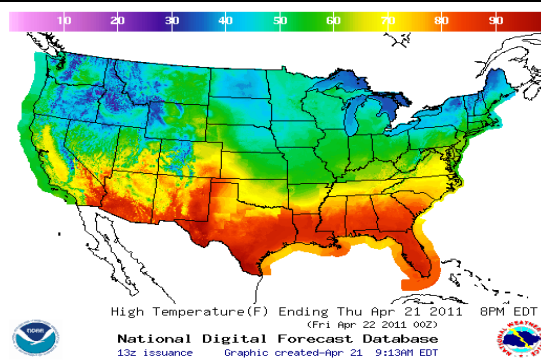 10 20 30 40 50 60 70 80 90
High Temperature(F) Ending Thu Apr 21 2011 8PM EDT
(Fri Apr 22 2011 00Z)
National Digital Forecast Database
13z issuance Graphic created-Apr 21 9:13AM EDT
NOAA